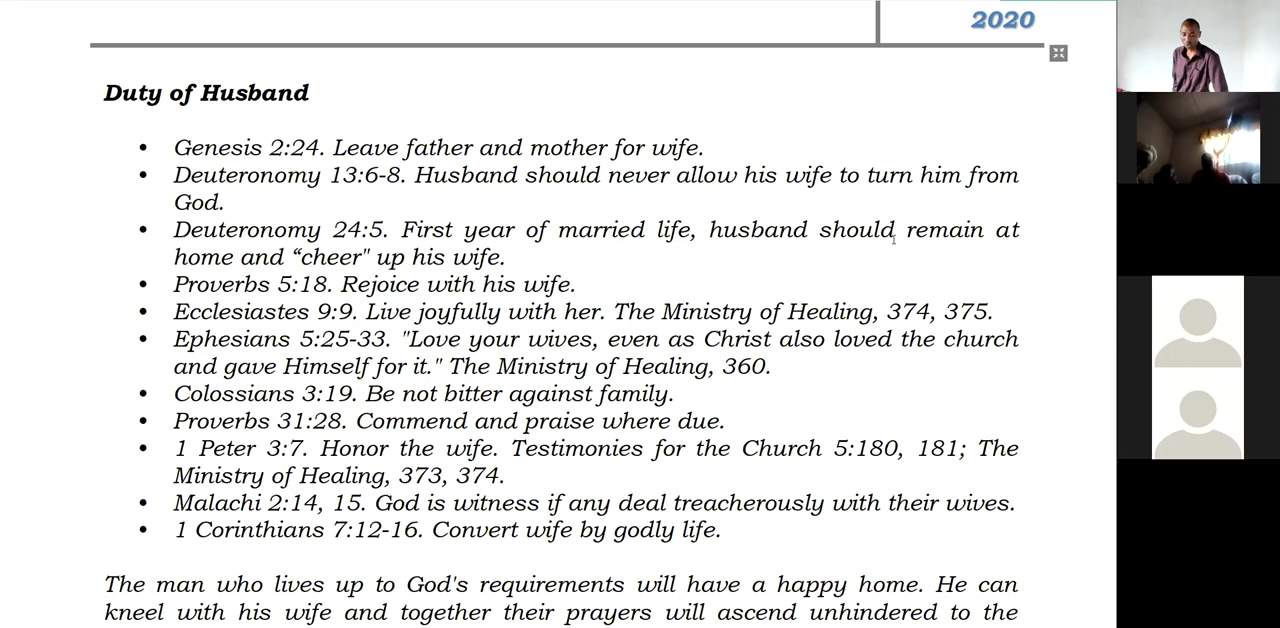 2020
Duty of Husband
• Genesis 2:24. Leave father and mother for wife.
• Deuteronomy 13:6-8. Husband should never allow his wife to turn him from
God.
• Deuteronomy 24:5. First year of married life, husband should remain at
home and “cheer" up his wife.
• Proverbs 5:18. Rejoice with his wife.
• Ecclesiastes 9:9. Live joyfully with her. The Ministry of Healing, 374, 375.
• Ephesians 5:25-33. "Love your wives, even as Christ also loved the church
and gave Himself for it." The Ministry of Healing, 360.
• Colossians 3:19. Be not bitter against family.
• Proverbs 31:28. Commend and praise where due.
• 1 Peter 3:7. Honor the wife. Testimonies for the Church 5:180, 181; The
Ministry of Healing, 373, 374.
• Malachi 2:14, 15. God is witness if any deal treacherously with their wives.
• 1 Corinthians 7:12-16. Convert wife by godly life.
The man who lives up to God's requirements will have a happy home. He can
kneel with his wife and together their prayers will ascend unhindered to the